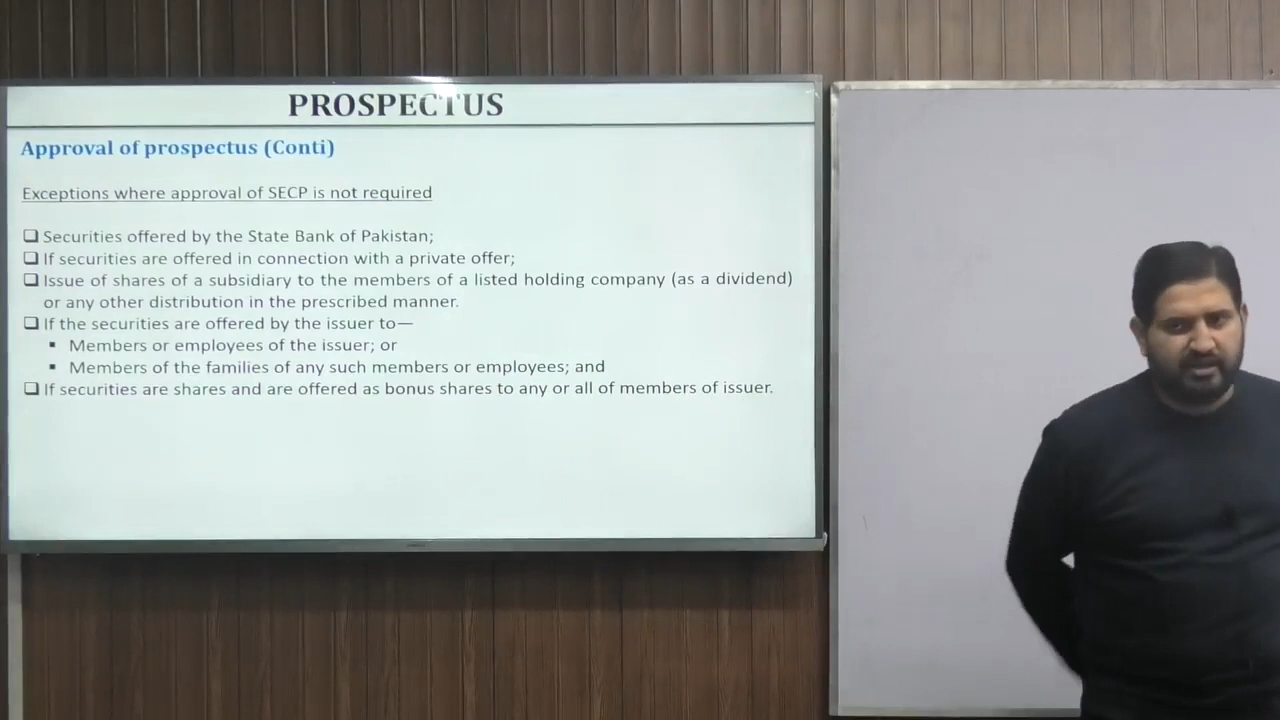 PROSPECTUS
Approval of prospectus (Conti)
Exceptions where approval of SECP is not required
❑ Securities offered by the State Bank of Pakistan;
❑ If securities are offered in connection with a private offer;
❑ Issue of shares of a subsidiary to the members of a listed holding company (as a dividend)
or any other distribution in the prescribed manner.
❑ If the securities are offered by the issuer to—
▪ Members or employees of the issuer; or
▪ Members of the families of any such members or employees; and
❑ If securities are shares and are offered as bonus shares to any or all of members of issuer.